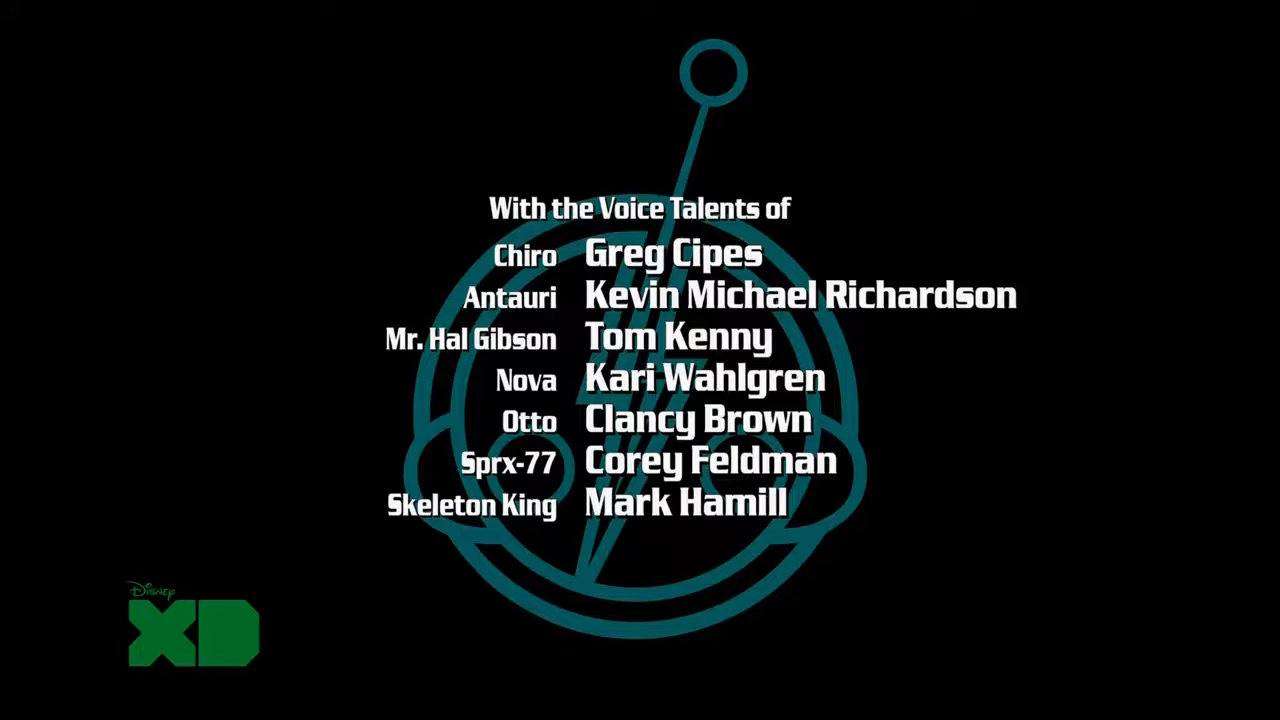 With the Voice Talents of
Chiro Greg Cipes
Antauri Kevin Michael Richardson
Mr. Hal Gibson Tom Kenny
Nova Kari Wahlgren
Otto Clancy Brown
Sprx-77 Corey Feldman
Skeleton King Mark Hamill
Disney
XD